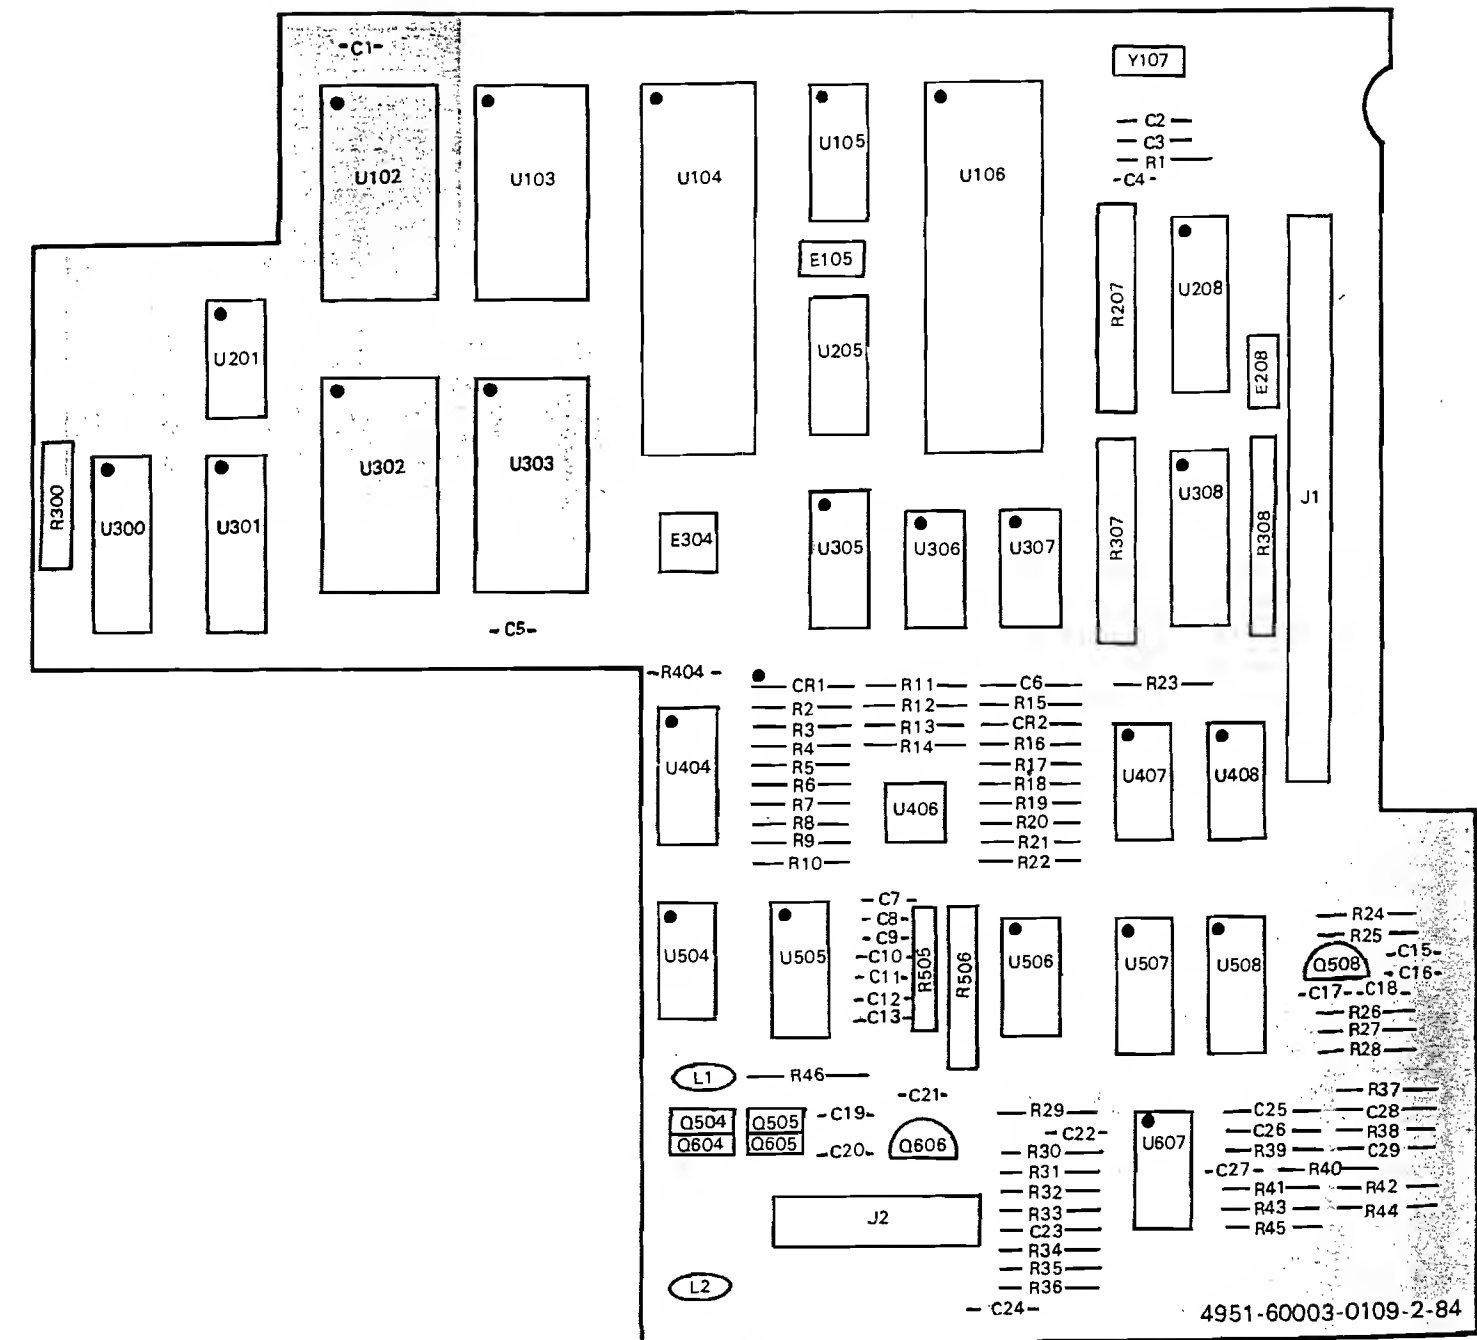 -C1-
Y107
C2
C3
R1
-C4-
U102
U103
U104
U105
U106
E105
R207
U208
U201
U205
E208
U302
U303
R300
U300
U301
E304
U305
U306
U307
R307
U308
R308
J1
-C5-
-R404-
CR1
R11
C6
R23
R2
R12
R15
R3
R13
CR2
R4
R14
R16
R5
R17
R6
R18
R7
R19
R8
R20
R9
R21
R10
R22
U404
U406
U407
U408
C7
C8
C9
C10
C11
C12
C13
U504
U505
R505
R506
U506
U507
U508
R24
R25
Q508
-C15-
-C16-
-C17-
-C18-
R26
R27
R28
L1
R46
-C21-
R37
Q504
Q505
-C19-
R29
C25
C28
Q604
Q605
-C20-
Q606
-C22-
U607
C26
R38
R30
R39
C29
R31
-C27-
R40
R32
R41
R42
R33
R43
R44
C23
R45
R34
R35
R36
J2
L2
-C24-
4951-60003-0109-2-84